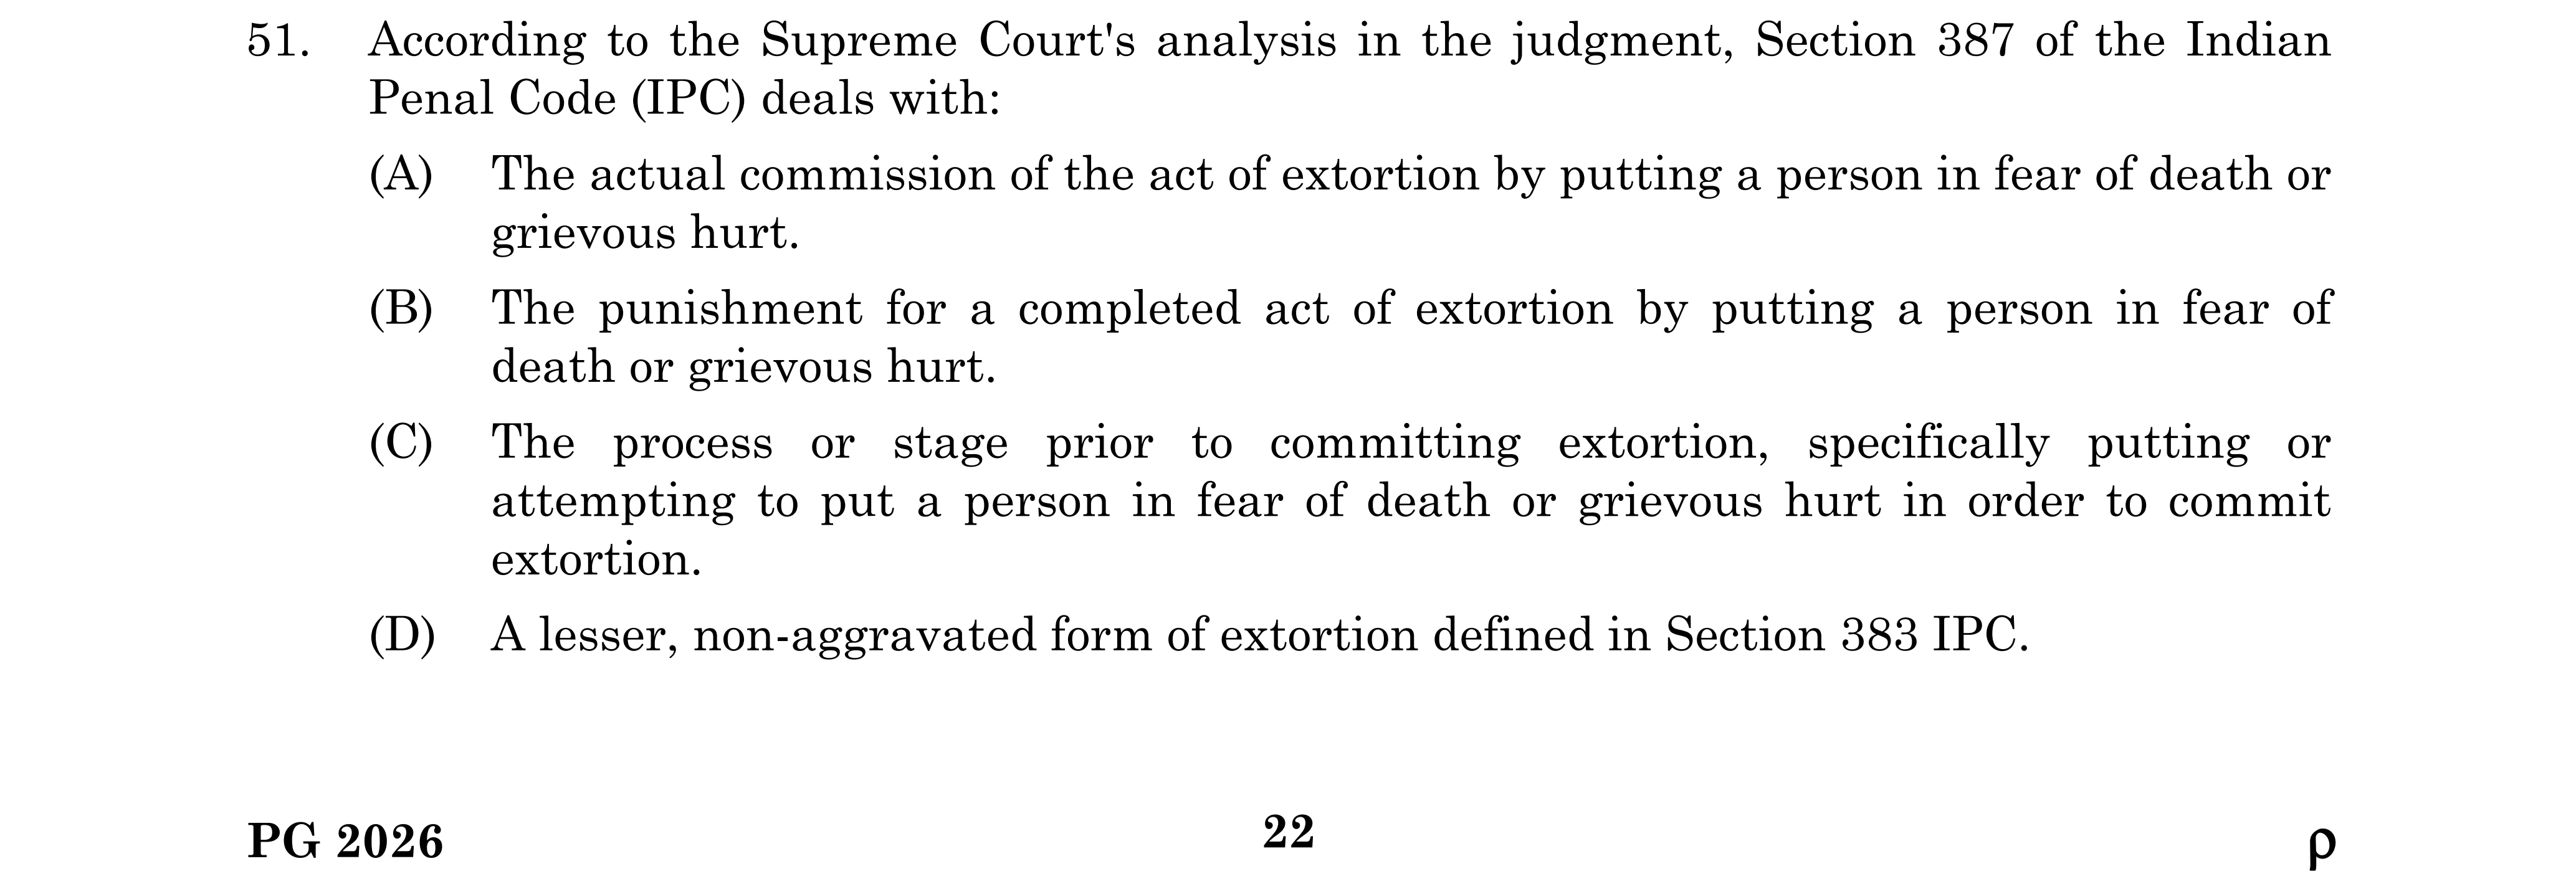 51. According to the Supreme Court's analysis in the judgment, Section 387 of the Indian
Penal Code (IPC) deals with:
(A) The actual commission of the act of extortion by putting a person in fear of death or
grievous hurt.
(B) The punishment for a completed act of extortion by putting a person in fear of
death or grievous hurt.
(C) The process or stage prior to committing extortion, specifically putting or
attempting to put a person in fear of death or grievous hurt in order to commit
extortion.
(D) A lesser, non-aggravated form of extortion defined in Section 383 IPC.
PG 2026 22 ρ